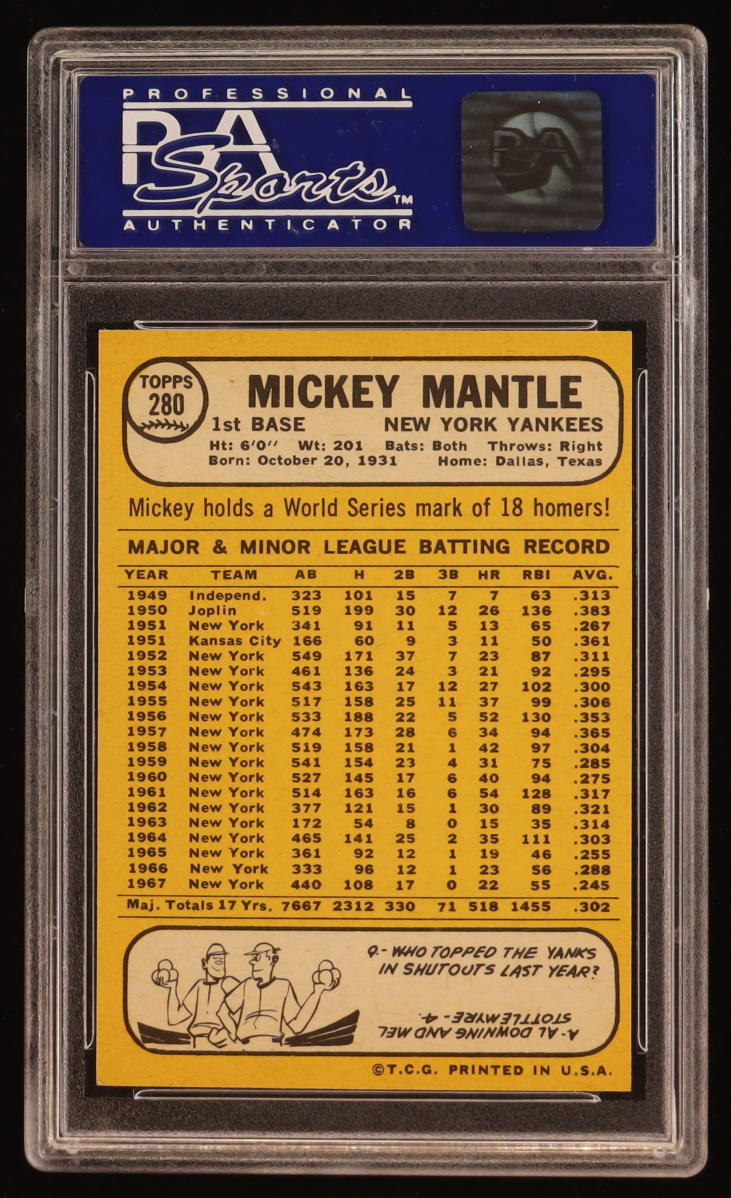 PROFESSIONAL
PSA
Sports™
AUTHENTICATOR
PSA
TOPPS
280
MICKEY MANTLE
1st BASE NEW YORK YANKEES
Ht: 6'0" Wt: 201 Bats: Both Throws: Right
Born: October 20, 1931 Home: Dallas, Texas
Mickey holds a World Series mark of 18 homers!
MAJOR & MINOR LEAGUE BATTING RECORD
YEAR TEAM AB H 2B 3B HR RBI AVG.
1949 Independ. 323 101 15 7 7 63 .313
1950 Joplin 519 199 30 12 26 136 .383
1951 New York 341 91 11 5 13 65 .267
1951 Kansas City 166 60 9 3 11 50 .361
1952 New York 549 171 37 7 23 87 .311
1953 New York 461 136 24 3 21 92 .295
1954 New York 543 163 17 12 27 102 .300
1955 New York 517 158 25 11 37 99 .306
1956 New York 533 188 22 5 52 130 .353
1957 New York 474 173 28 6 34 94 .365
1958 New York 519 158 21 1 42 97 .304
1959 New York 541 154 23 4 31 75 .285
1960 New York 527 145 17 6 40 94 .275
1961 New York 514 163 16 6 54 128 .317
1962 New York 377 121 15 1 30 89 .321
1963 New York 172 54 8 0 15 35 .314
1964 New York 465 141 25 2 35 111 .303
1965 New York 361 92 12 1 19 46 .255
1966 New York 333 96 12 1 23 56 .288
1967 New York 440 108 17 0 22 55 .245
Maj. Totals 17 Yrs. 7667 2312 330 71 518 1455 .302
Q.- WHO TOPPED THE YANKS
IN SHUTOUTS LAST YEAR?
A- AL DOWNING AND MEL
STOTTLEMYRE - 4.
©T.C.G. PRINTED IN U.S.A.